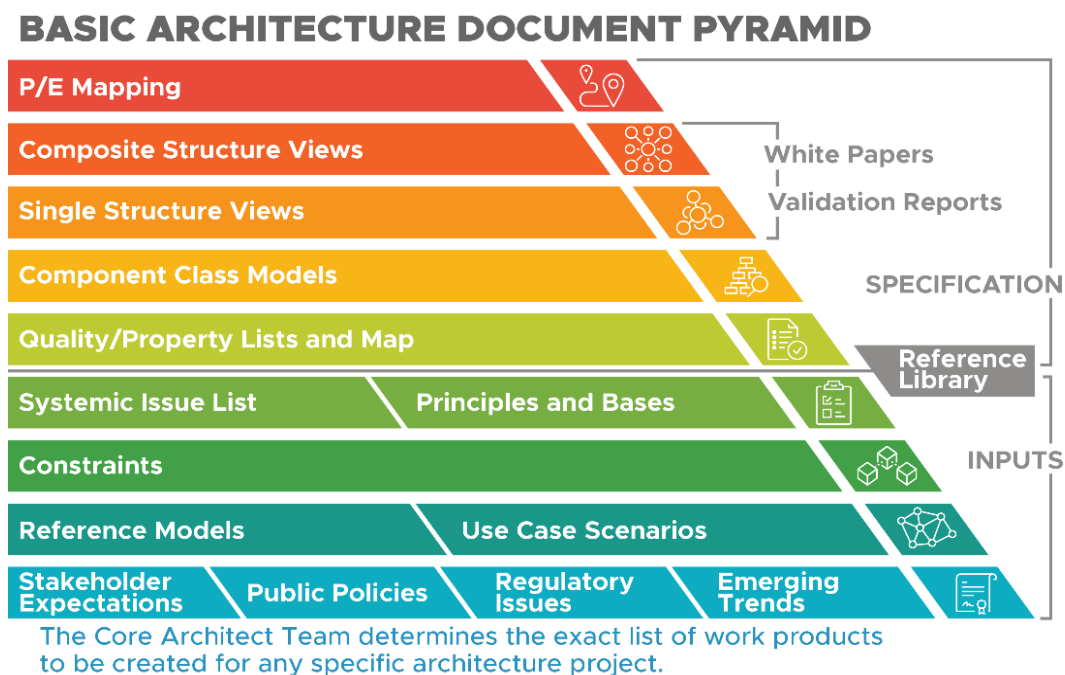 BASIC ARCHITECTURE DOCUMENT PYRAMID
P/E Mapping
Composite Structure Views
White Papers
Single Structure Views
Validation Reports
Component Class Models
SPECIFICATION
Quality/Property Lists and Map
Reference
Library
Systemic Issue List
Principles and Bases
Constraints
INPUTS
Reference Models
Use Case Scenarios
Stakeholder
Expectations
Public Policies
Regulatory
Issues
Emerging
Trends
The Core Architect Team determines the exact list of work products
to be created for any specific architecture project.